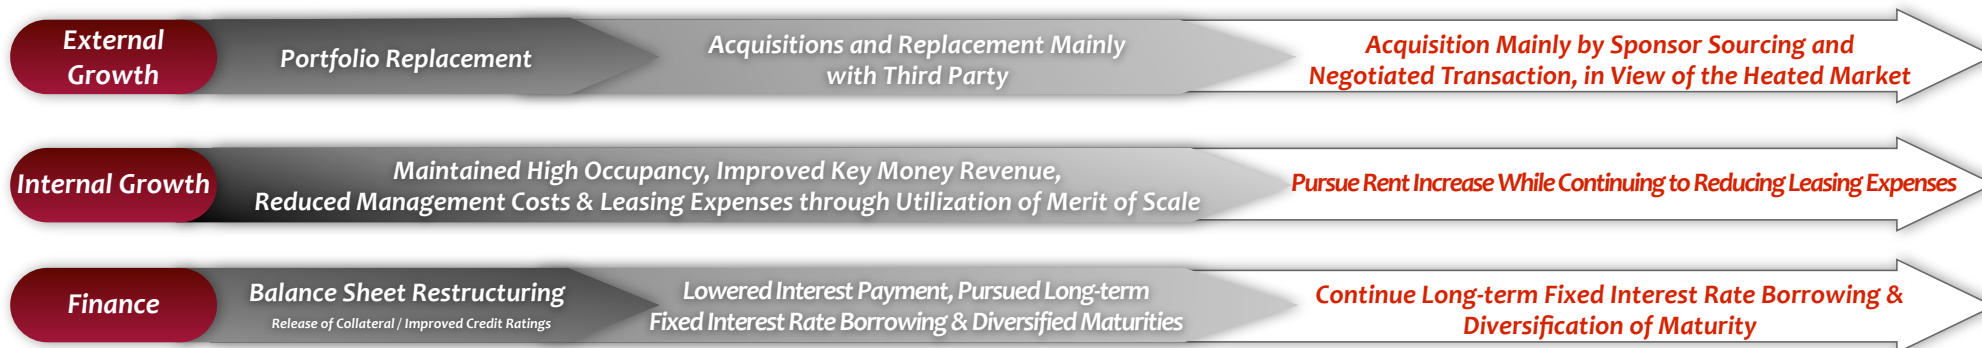 External
Growth
Portfolio Replacement
Acquisitions and Replacement Mainly
with Third Party
Acquisition Mainly by Sponsor Sourcing and
Negotiated Transaction, in View of the Heated Market
Internal Growth
Maintained High Occupancy, Improved Key Money Revenue,
Reduced Management Costs & Leasing Expenses through Utilization of Merit of Scale
Pursue Rent Increase While Continuing to Reducing Leasing Expenses
Finance
Balance Sheet Restructuring
Release of Collateral / Improved Credit Ratings
Lowered Interest Payment, Pursued Long-term
Fixed Interest Rate Borrowing & Diversified Maturities
Continue Long-term Fixed Interest Rate Borrowing &
Diversification of Maturity